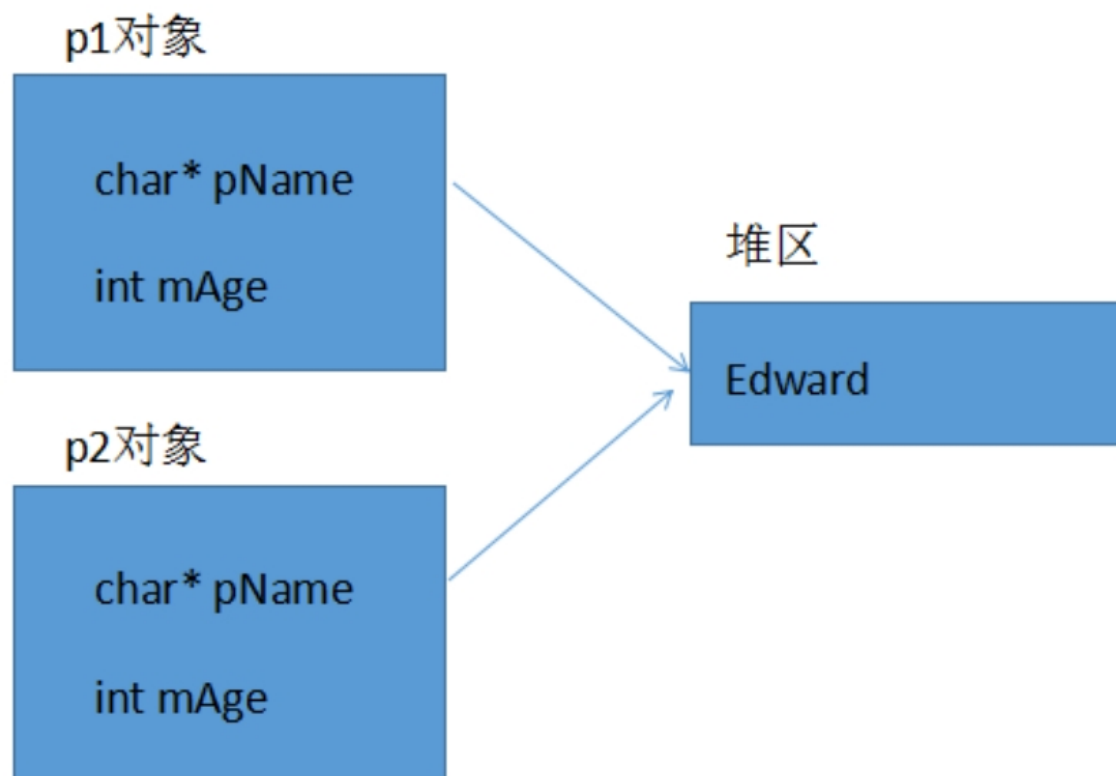 p1对象
char* pName
int mAge
堆区
Edward
p2对象
char* pName
int mAge